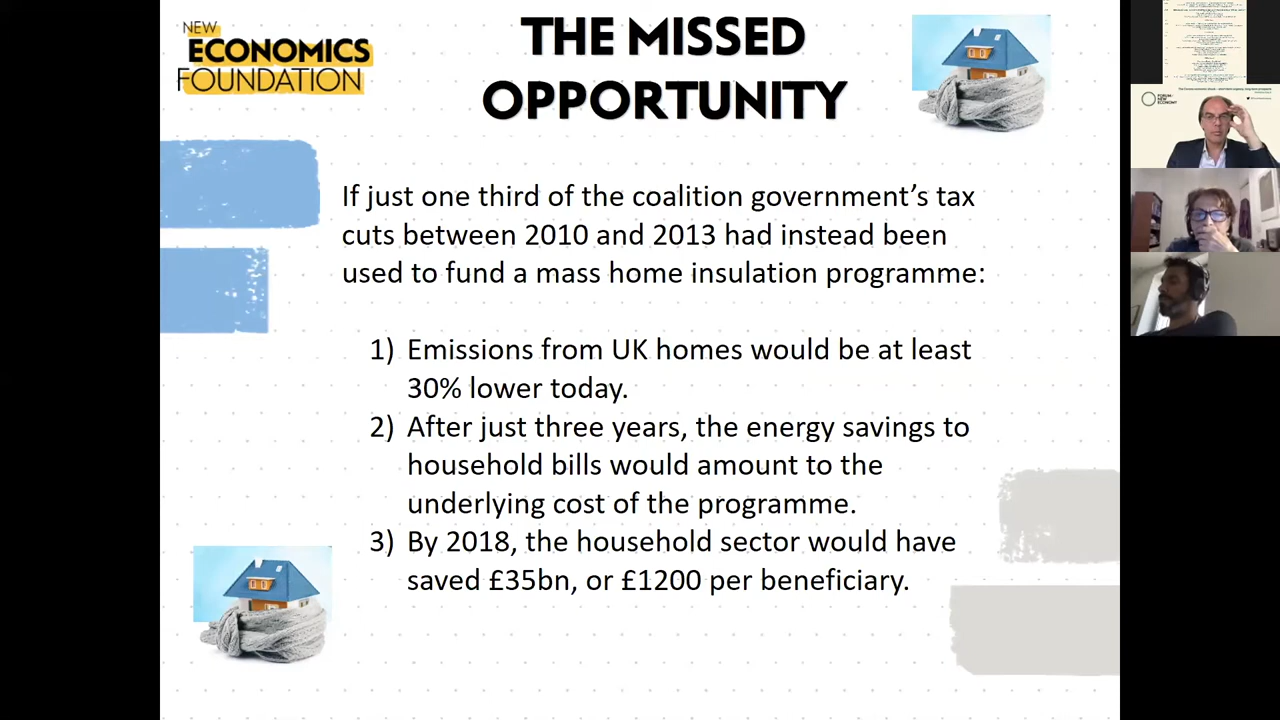 NEW
ECONOMICS
FOUNDATION
THE MISSED
OPPORTUNITY
If just one third of the coalition government’s tax
cuts between 2010 and 2013 had instead been
used to fund a mass home insulation programme:
1) Emissions from UK homes would be at least
30% lower today.
2) After just three years, the energy savings to
household bills would amount to the
underlying cost of the programme.
3) By 2018, the household sector would have
saved £35bn, or £1200 per beneficiary.
FORUM
NEW
ECONOMY